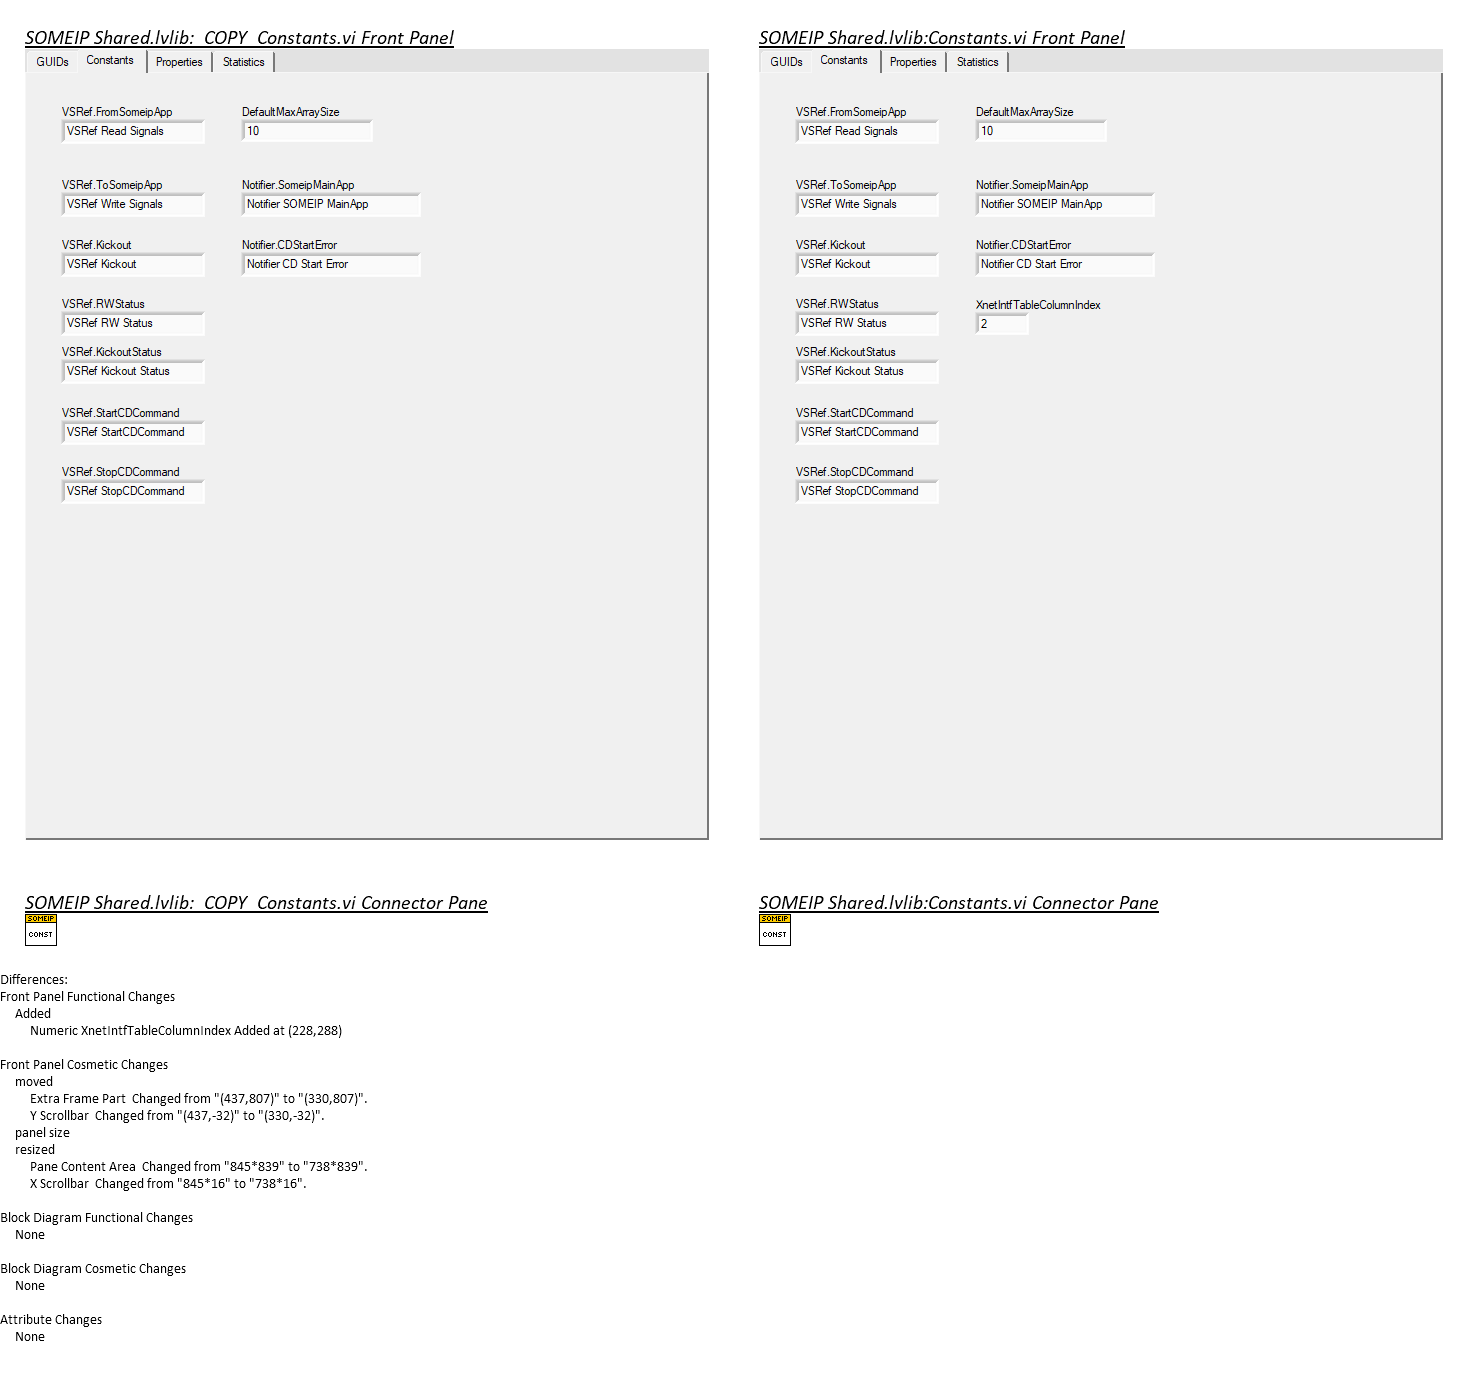 SOMEIP Shared.lvlib:  COPY  Constants.vi Front Panel
GUIDs Constants Properties Statistics
VSRef.FromSomeipApp DefaultMaxArraySize
VSRef Read Signals 10
VSRef.ToSomeipApp Notifier.SomeipMainApp
VSRef Write Signals Notifier SOMEIP MainApp
VSRef.Kickout Notifier.CDStartError
VSRef Kickout Notifier CD Start Error
VSRef.RWStatus
VSRef RW Status
VSRef.KickoutStatus
VSRef Kickout Status
VSRef.StartCDCommand
VSRef StartCDCommand
VSRef.StopCDCommand
VSRef StopCDCommand
SOMEIP Shared.lvlib:Constants.vi Front Panel
GUIDs Constants Properties Statistics
VSRef.FromSomeipApp DefaultMaxArraySize
VSRef Read Signals 10
VSRef.ToSomeipApp Notifier.SomeipMainApp
VSRef Write Signals Notifier SOMEIP MainApp
VSRef.Kickout Notifier.CDStartError
VSRef Kickout Notifier CD Start Error
VSRef.RWStatus XnetIntfTableColumnIndex
VSRef RW Status 2
VSRef.KickoutStatus
VSRef Kickout Status
VSRef.StartCDCommand
VSRef StartCDCommand
VSRef.StopCDCommand
VSRef StopCDCommand
SOMEIP Shared.lvlib:  COPY  Constants.vi Connector Pane
SOMEIP
CONST
SOMEIP Shared.lvlib:Constants.vi Connector Pane
SOMEIP
CONST
Differences:
Front Panel Functional Changes
Added
Numeric XnetIntfTableColumnIndex Added at (228,288)
Front Panel Cosmetic Changes
moved
Extra Frame Part  Changed from "(437,807)" to "(330,807)".
Y Scrollbar  Changed from "(437,-32)" to "(330,-32)".
panel size
resized
Pane Content Area  Changed from "845*839" to "738*839".
X Scrollbar  Changed from "845*16" to "738*16".
Block Diagram Functional Changes
None
Block Diagram Cosmetic Changes
None
Attribute Changes
None